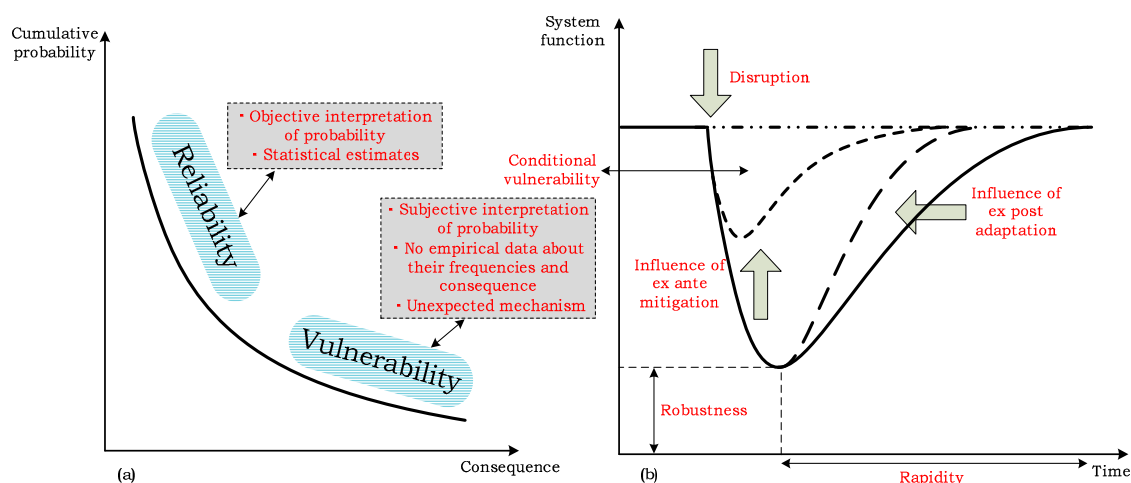 Cumulative
probability
Reliability
▪ Objective interpretation
of probability
▪ Statistical estimates
▪ Subjective interpretation
of probability
▪ No empirical data about
their frequencies and
consequence
▪ Unexpected mechanism
Vulnerability
(a)
Consequence
System
function
Disruption
Conditional
vulnerability
Influence of
ex ante
mitigation
Influence of
ex post
adaptation
Robustness
(b)
Rapidity
Time